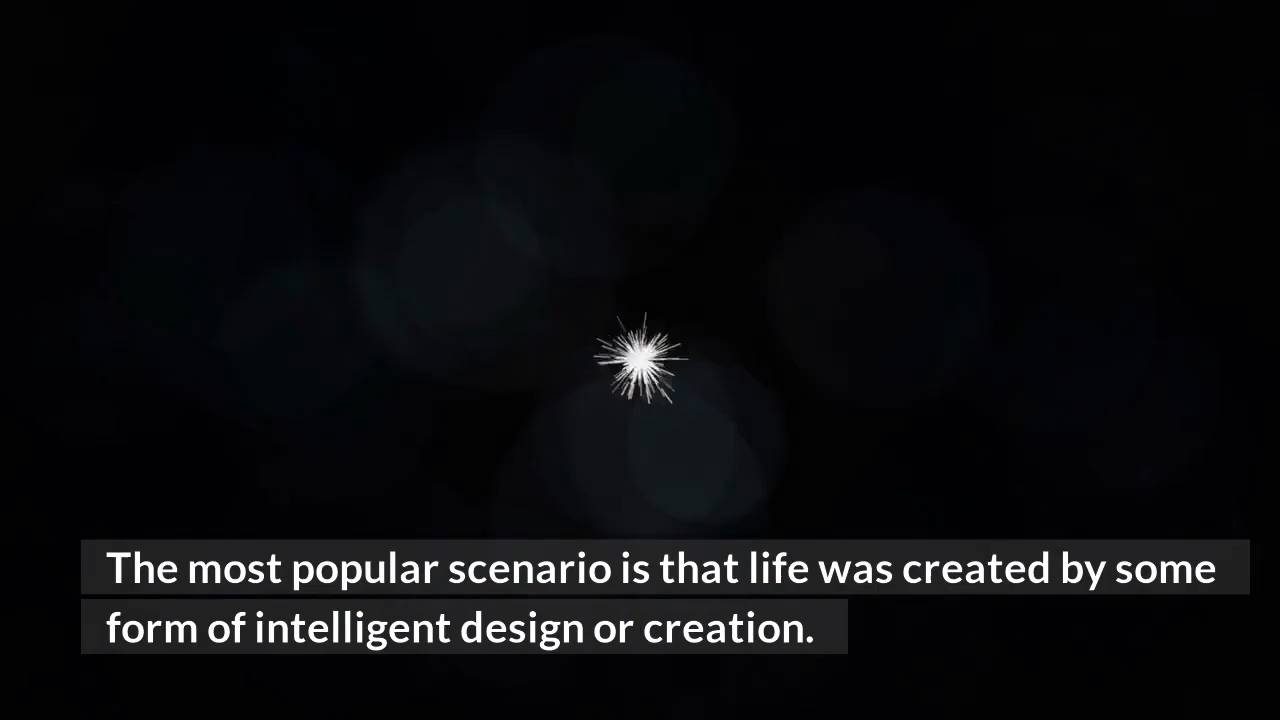 The most popular scenario is that life was created by some
form of intelligent design or creation.